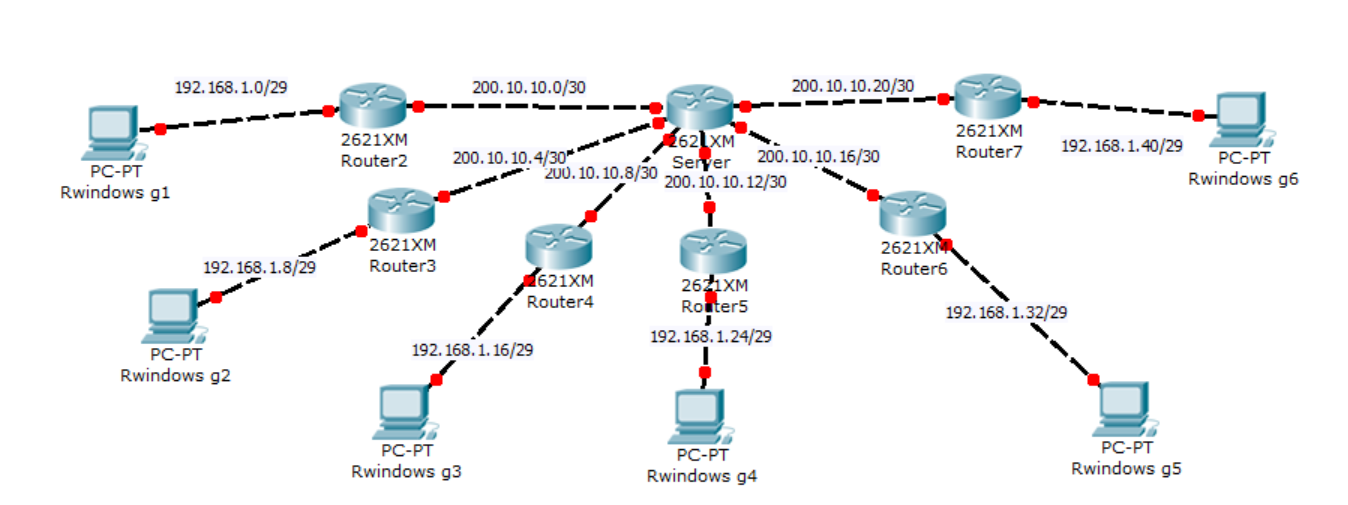 192.168.1.0/29
200.10.10.0/30
200.10.10.20/30
2621XM
Router2
2621XM
Server
2621XM
Router7
192.168.1.40/29
PC-PT
Rwindows g1
PC-PT
Rwindows g6
200.10.10.4/30
200.10.10.8/30
200.10.10.12/30
200.10.10.16/30
2621XM
Router3
2621XM
Router4
2621XM
Router5
2621XM
Router6
192.168.1.8/29
192.168.1.16/29
192.168.1.24/29
192.168.1.32/29
PC-PT
Rwindows g2
PC-PT
Rwindows g3
PC-PT
Rwindows g4
PC-PT
Rwindows g5